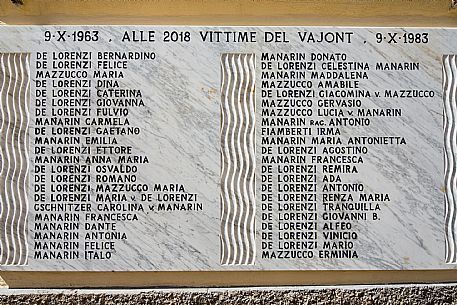 9-X-1963, ALLE 2018 VITTIME DEL VAJONT, 9-X-1983
DE LORENZI BERNARDINO
DE LORENZI FELICE
MAZZUCCO MARIA
DE LORENZI DINA
DE LORENZI CATERINA
DE LORENZI GIOVANNA
DE LORENZI FULVIO
MANARIN CARMELA
DE LORENZI GAETANO
MANARIN EMILIA
DE LORENZI ETTORE
MANARIN ANNA MARIA
DE LORENZI OSVALDO
DE LORENZI ROMANO
DE LORENZI MAZZUCCO MARIA
DE LORENZI MARIA v. DE LORENZI
GSCHNITZER CAROLINA v. MANARIN
MANARIN FRANCESCA
MANARIN DANTE
MANARIN ANTONIA
MANARIN FELICE
MANARIN ITALO
MANARIN DONATO
DE LORENZI CELESTINA MANARIN
MANARIN MADDALENA
MAZZUCCO AMABILE
DE LORENZI GIACOMINA v. MAZZUCCO
MAZZUCCO GERVASIO
MAZZUCCO LUCIA v. MANARIN
MANARIN RAG. ANTONIO
FIAMBERTI IRMA
MANARIN MARIA ANTONIETTA
DE LORENZI AGOSTINO
MANARIN FRANCESCA
DE LORENZI REMIRA
DE LORENZI ADA
DE LORENZI ANTONIO
DE LORENZI RENZA MARIA
DE LORENZI TRANQUILLA
DE LORENZI GIOVANNI B.
DE LORENZI ALFEO
DE LORENZI VINICIO
DE LORENZI MARIO
MAZZUCCO ERMINIA